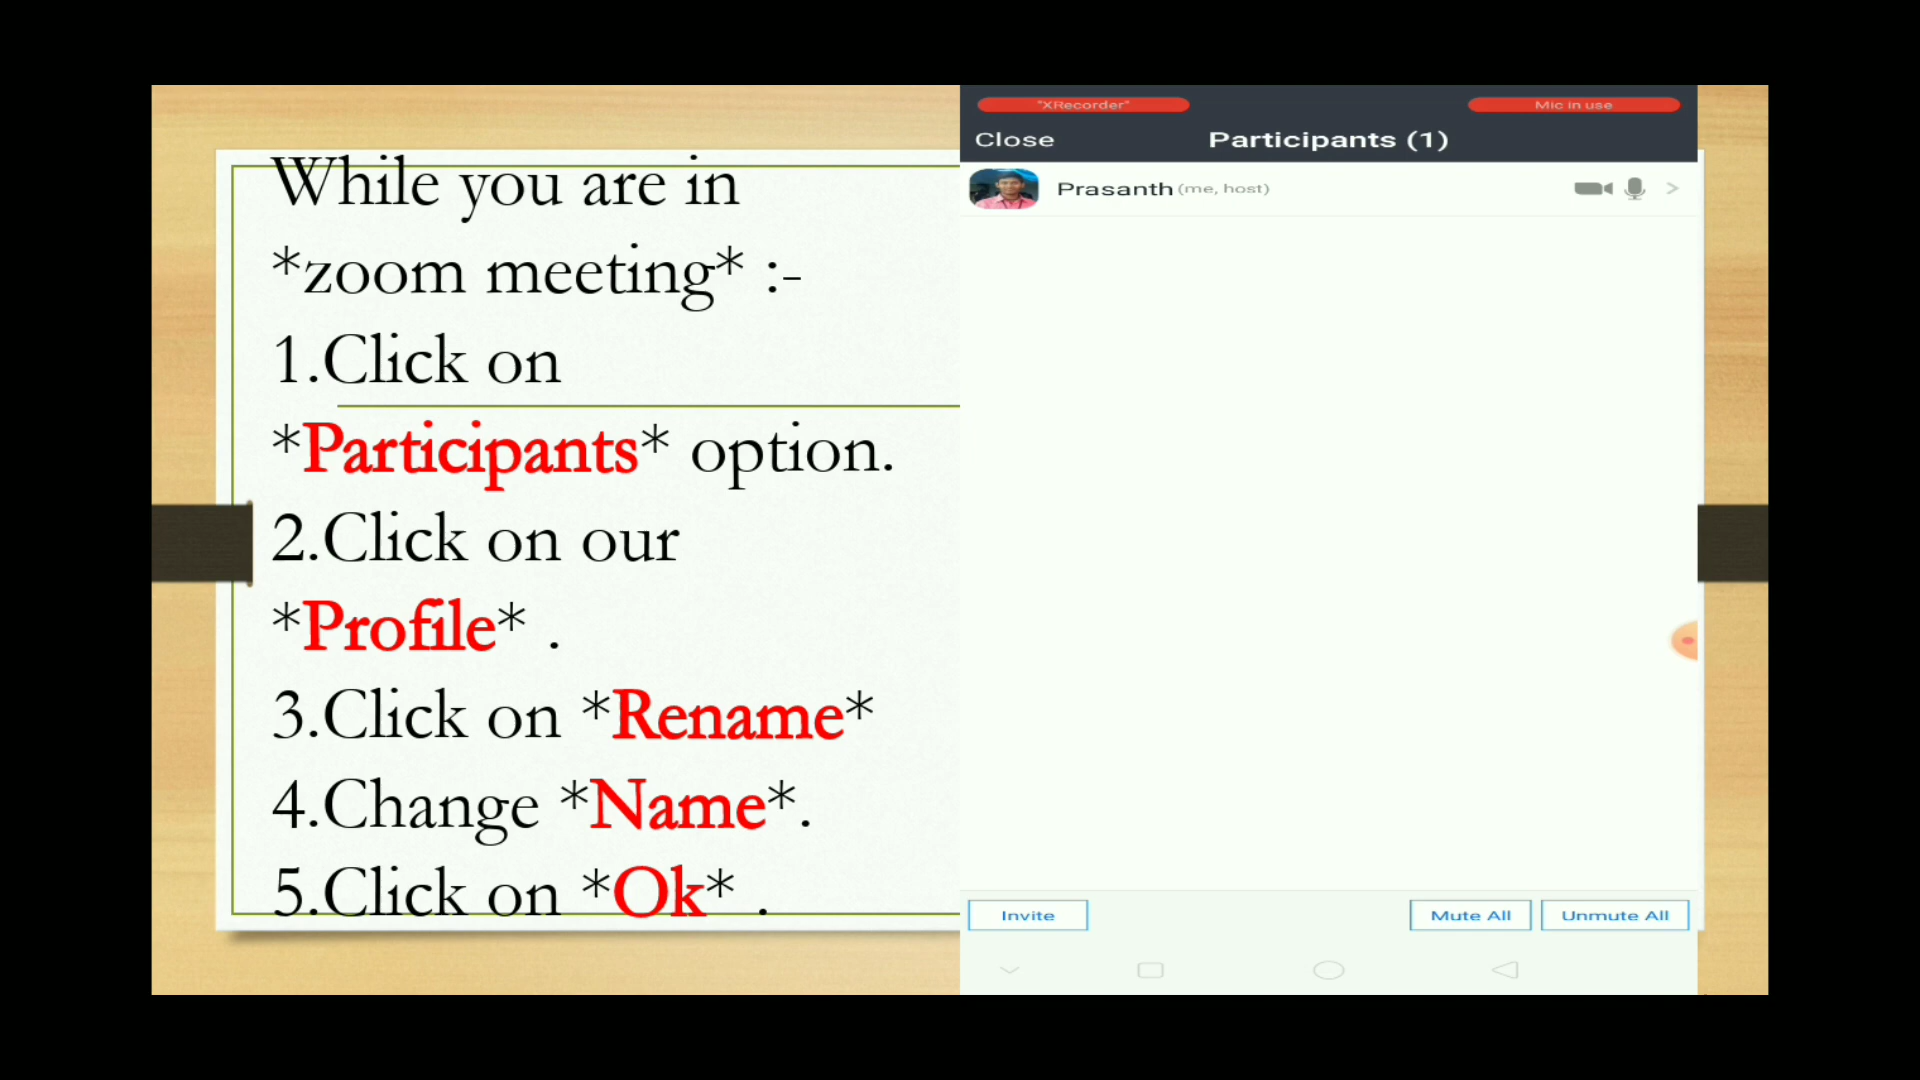 While you are in
*zoom meeting* :-
1.Click on
*Participants* option.
2.Click on our
*Profile* .
3.Click on *Rename*
4.Change *Name*.
5.Click on *Ok* .
"XRecorder"
Mic in use
Close
Participants (1)
Prasanth (me, host)
Invite
Mute All
Unmute All